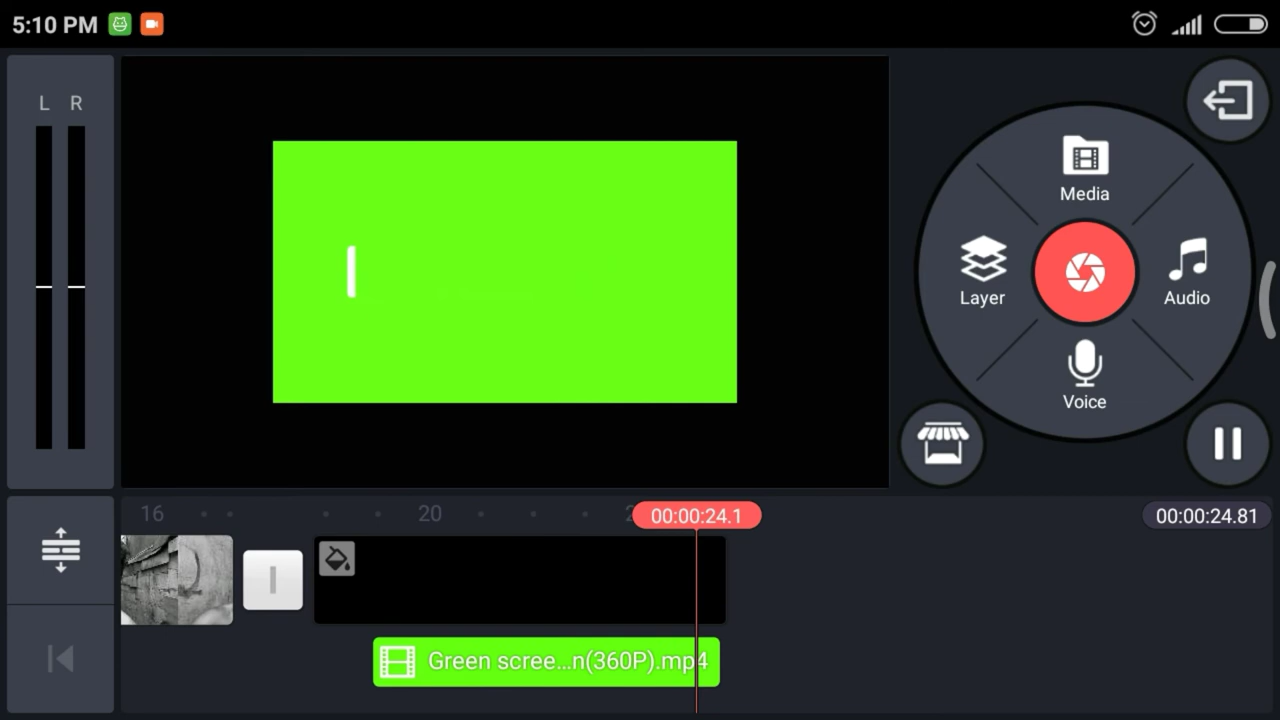 5:10 PM
L R
Media
Layer
Audio
Voice
16
20
00:00:24.1
00:00:24.81
Green scree...n(360P).mp4